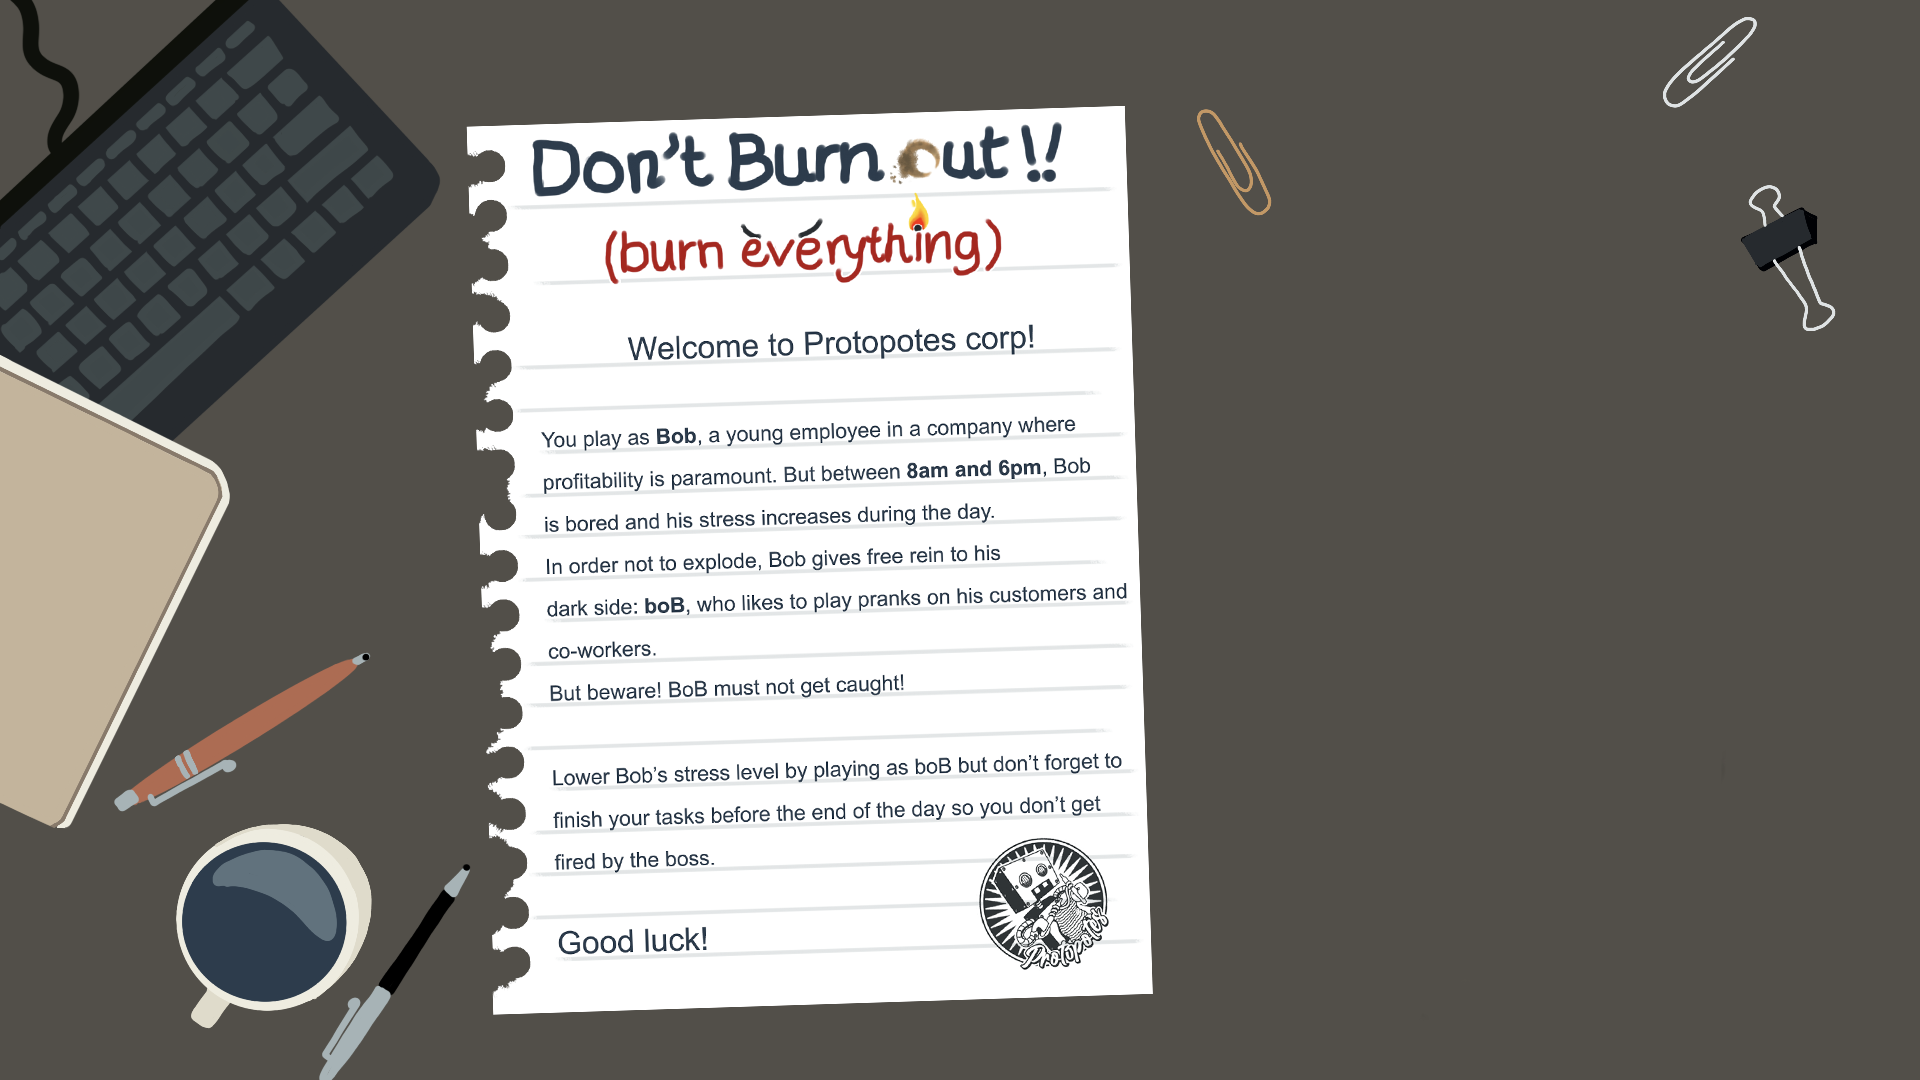 Don't Burn out!!
(burn everything)
Welcome to Protopotes corp!
You play as Bob, a young employee in a company where
profitability is paramount. But between 8am and 6pm, Bob
is bored and his stress increases during the day.
In order not to explode, Bob gives free rein to his
dark side: boB, who likes to play pranks on his customers and
co-workers.
But beware! BoB must not get caught!
Lower Bob's stress level by playing as boB but don't forget to
finish your tasks before the end of the day so you don't get
fired by the boss.
Good luck!
Protopotes